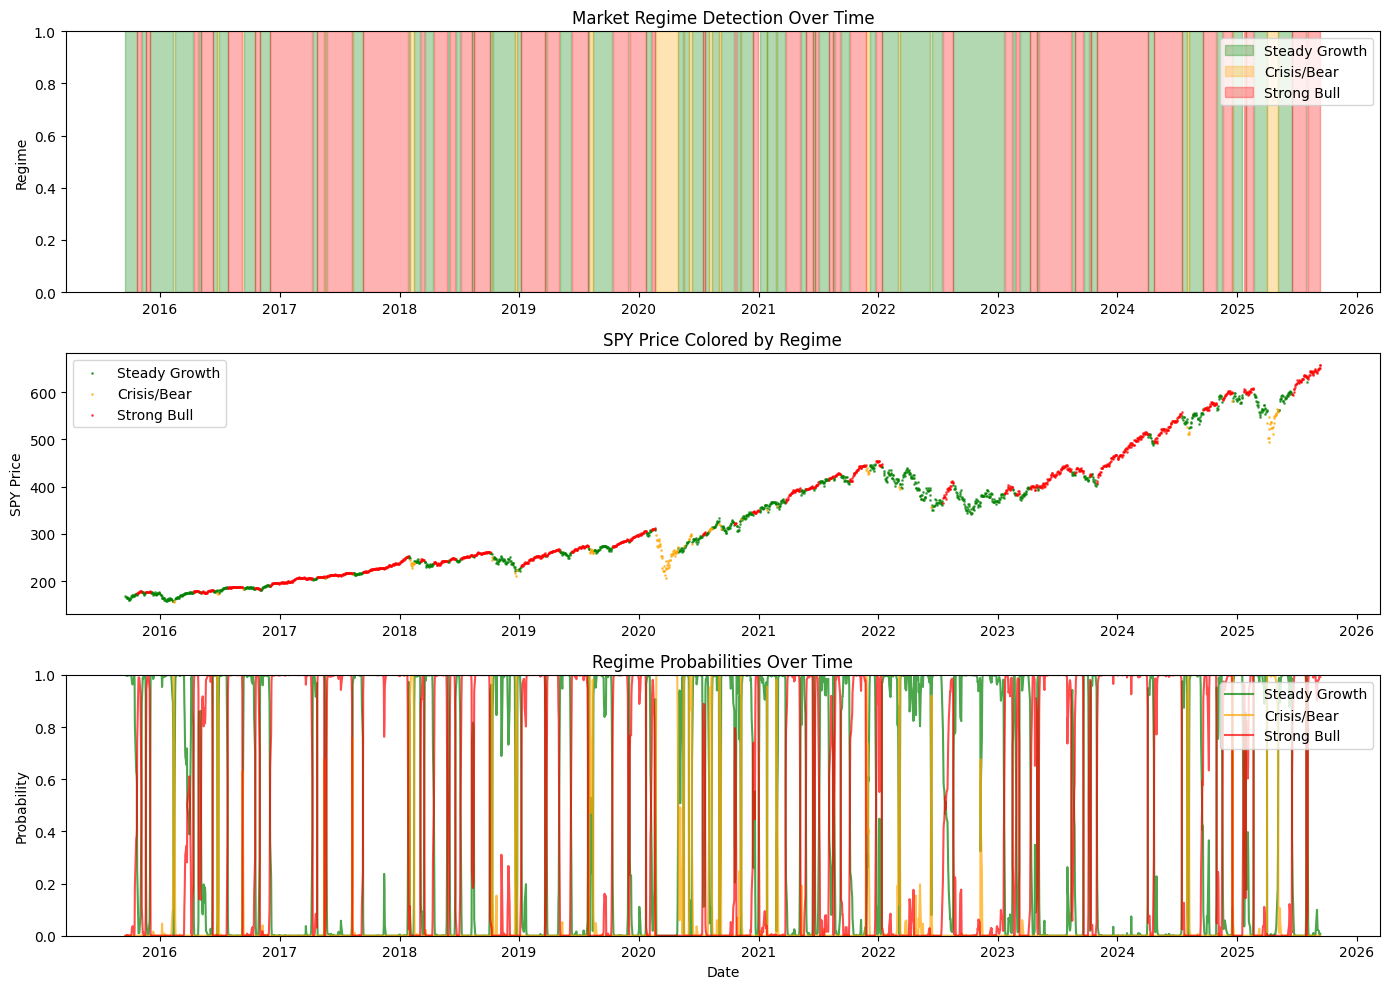 Market Regime Detection Over Time
1.0
0.8
0.6
0.4
0.2
0.0
Regime
Steady Growth
Crisis/Bear
Strong Bull
2016 2017 2018 2019 2020 2021 2022 2023 2024 2025 2026
SPY Price Colored by Regime
600
500
400
300
200
SPY Price
Steady Growth
Crisis/Bear
Strong Bull
2016 2017 2018 2019 2020 2021 2022 2023 2024 2025 2026
Regime Probabilities Over Time
1.0
0.8
0.6
0.4
0.2
0.0
Probability
Steady Growth
Crisis/Bear
Strong Bull
2016 2017 2018 2019 2020 2021 2022 2023 2024 2025 2026
Date